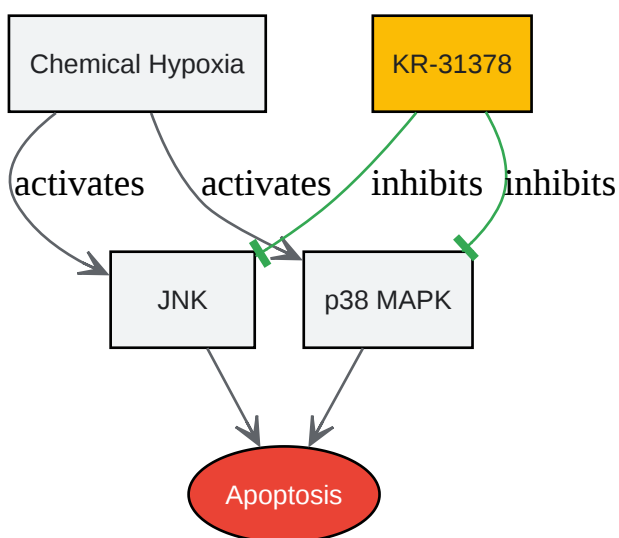 Chemical Hypoxia
KR-31378
activates
activates
inhibits
inhibits
JNK
p38 MAPK
Apoptosis